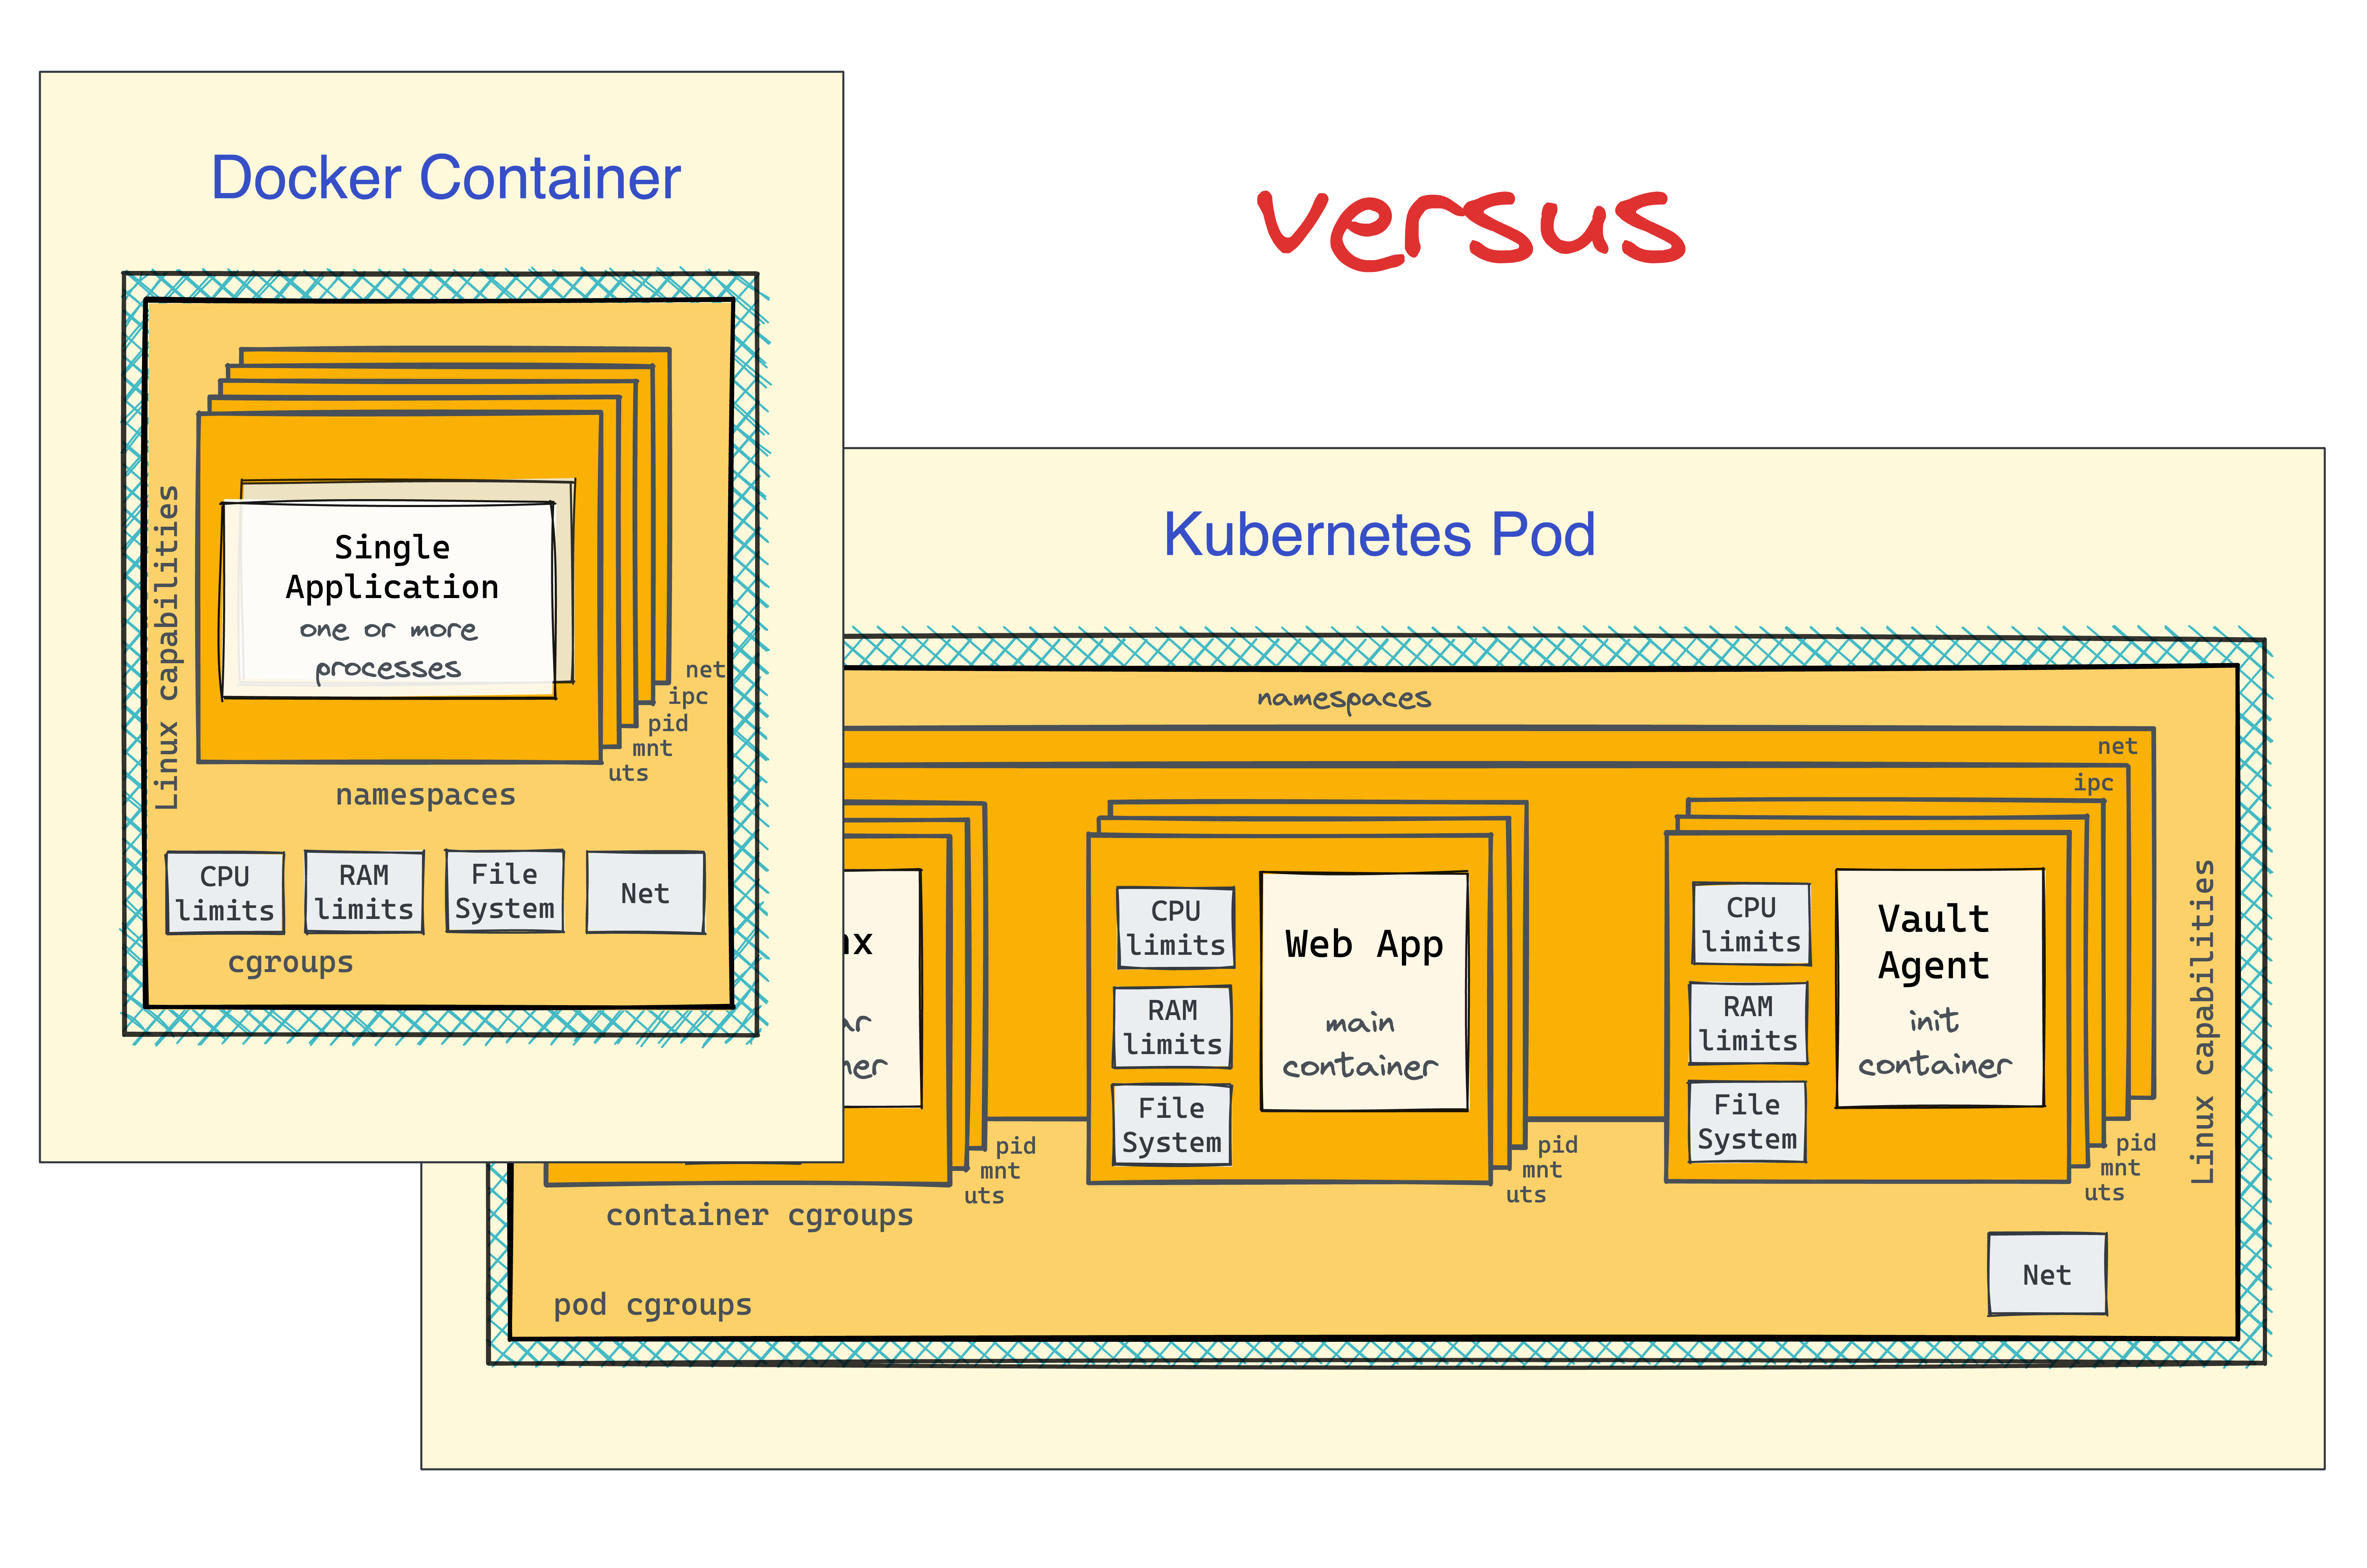 Docker Container
versus
Linux capabilities
Single
Application
one or more
processes
net
ipc
pid
mnt
uts
namespaces
CPU
limits
RAM
limits
File
System
Net
cgroups
Kubernetes Pod
namespaces
net
ipc
pid
mnt
uts
container cgroups
CPU
limits
RAM
limits
File
System
Web App
main
container
pid
mnt
uts
CPU
limits
RAM
limits
File
System
Vault
Agent
init
container
pid
mnt
uts
Linux capabilities
Net
pod cgroups